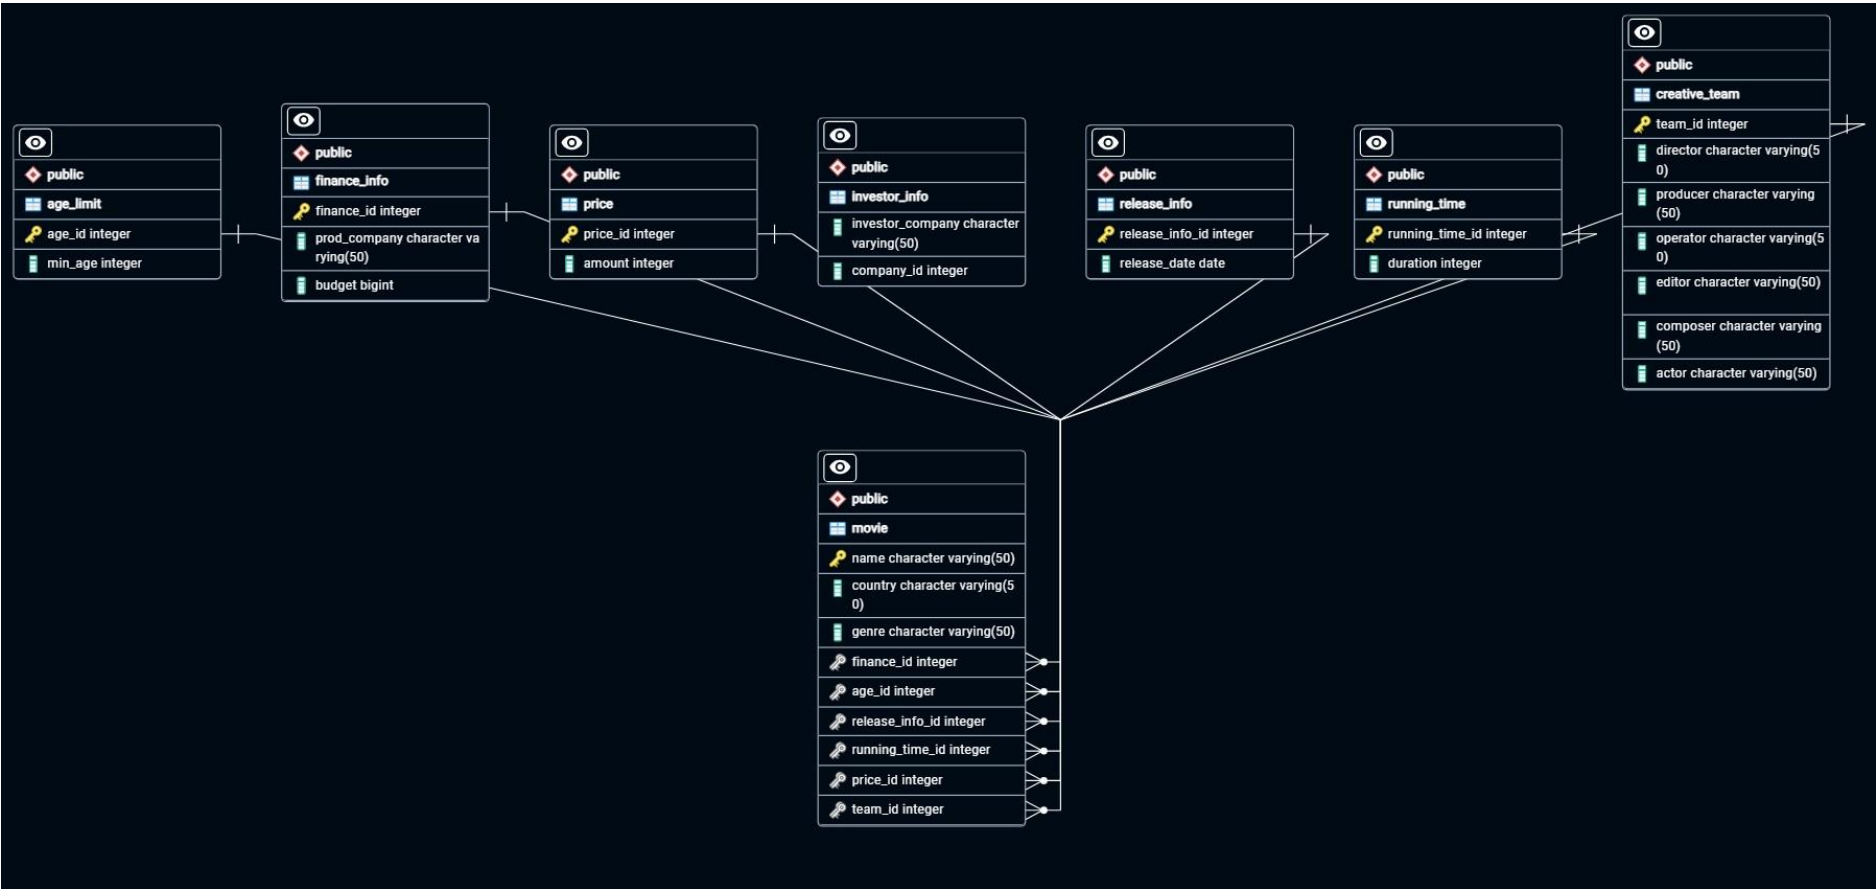 public
age_limit
age_id integer
min_age integer
public
finance_info
finance_id integer
prod_company character va
rying(50)
budget bigint
public
price
price_id integer
amount integer
public
investor_info
investor_company character
varying(50)
company_id integer
public
release_info
release_info_id integer
release_date date
public
running_time
running_time_id integer
duration integer
public
creative_team
team_id integer
director character varying(5
0)
producer character varying
(50)
operator character varying(5
0)
editor character varying(50)
composer character varying
(50)
actor character varying(50)
public
movie
name character varying(50)
country character varying(5
0)
genre character varying(50)
finance_id integer
age_id integer
release_info_id integer
running_time_id integer
price_id integer
team_id integer